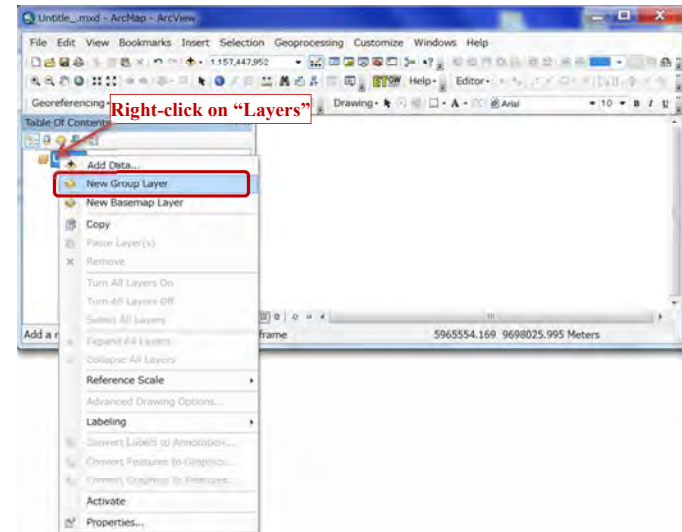 Untitle_.mxd - ArcMap - ArcView
File Edit View Bookmarks Insert Selection Geoprocessing Customize Windows Help
1:157,447,952
Help Editor
Georeferencing Drawing A Arial 10 B I U
Right-click on “Layers”
Table Of Contents
Add Data...
New Group Layer
New Basemap Layer
Copy
Paste Layer(s)
Remove
Turn All Layers On
Turn All Layers Off
Select All Layers
Add a frame 5965554.169 9698025.995 Meters
Expand All Layers
Collapse All Layers
Reference Scale
Advanced Drawing Options...
Labeling
Convert Labels to Annotation...
Convert Features to Graphics...
Convert Graphics to Features...
Activate
Properties...